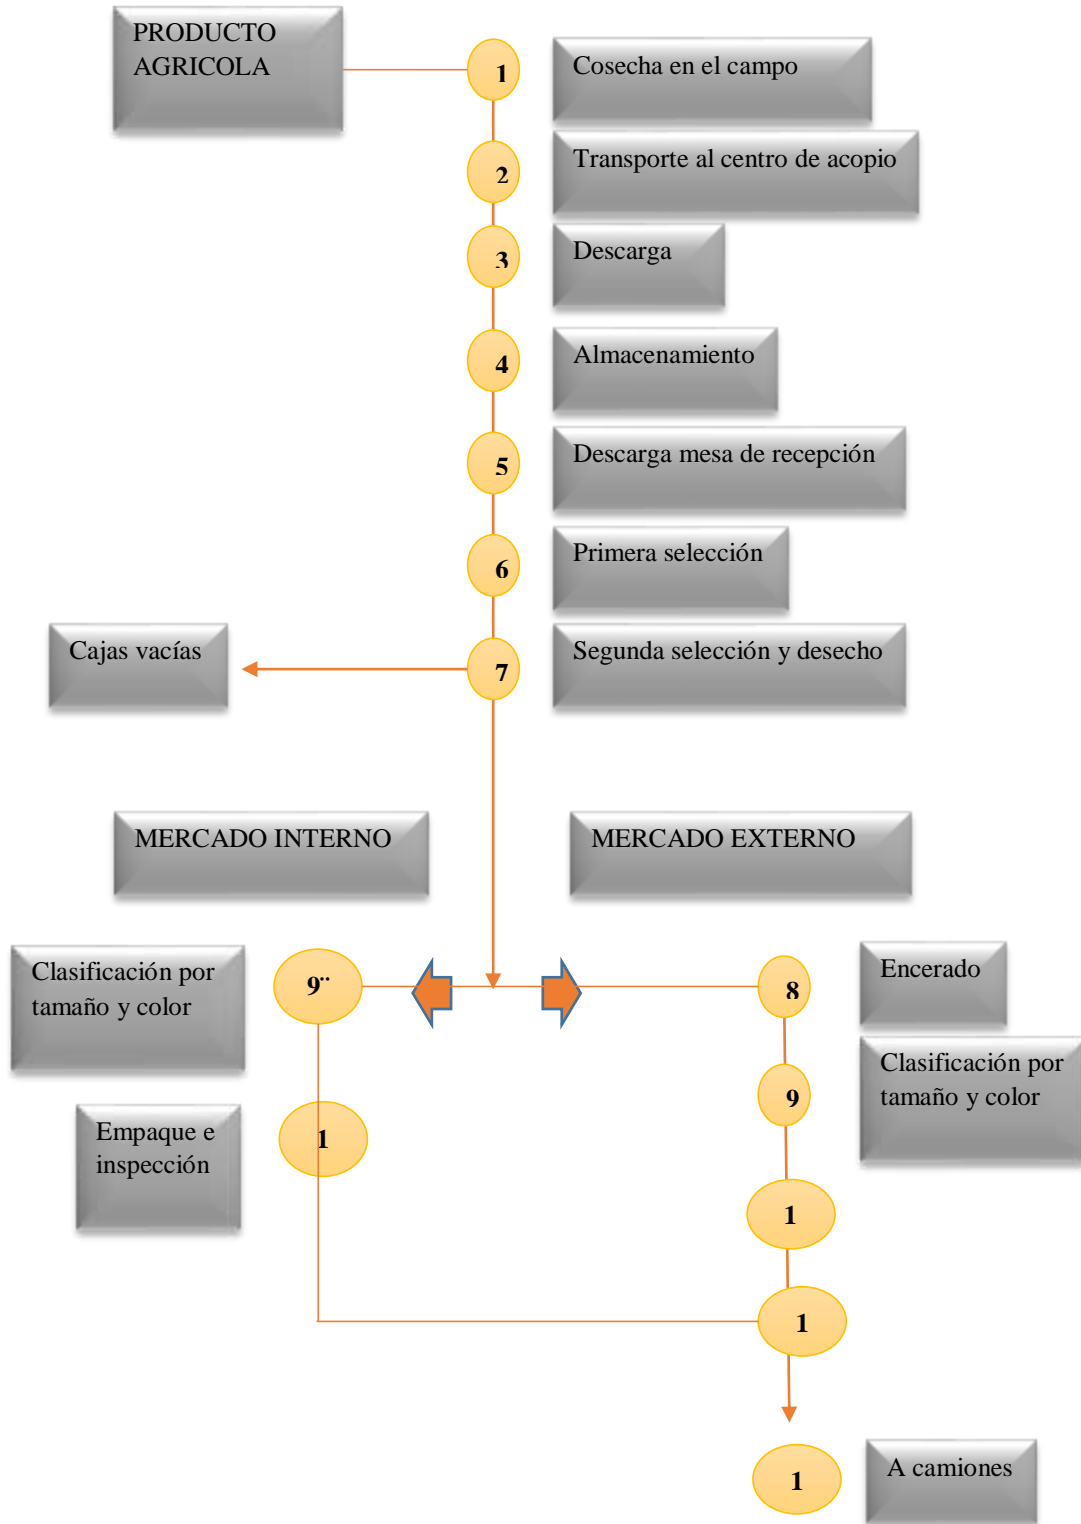 PRODUCTO
AGRICOLA
1
Cosecha en el campo
2
Transporte al centro de acopio
3
Descarga
4
Almacenamiento
5
Descarga mesa de recepción
6
Primera selección
Cajas vacías
7
Segunda selección y desecho
MERCADO INTERNO
MERCADO EXTERNO
Clasificación por
tamaño y color
9¨
8
Encerado
9
Clasificación por
tamaño y color
Empaque e
inspección
1
1
1
1
A camiones